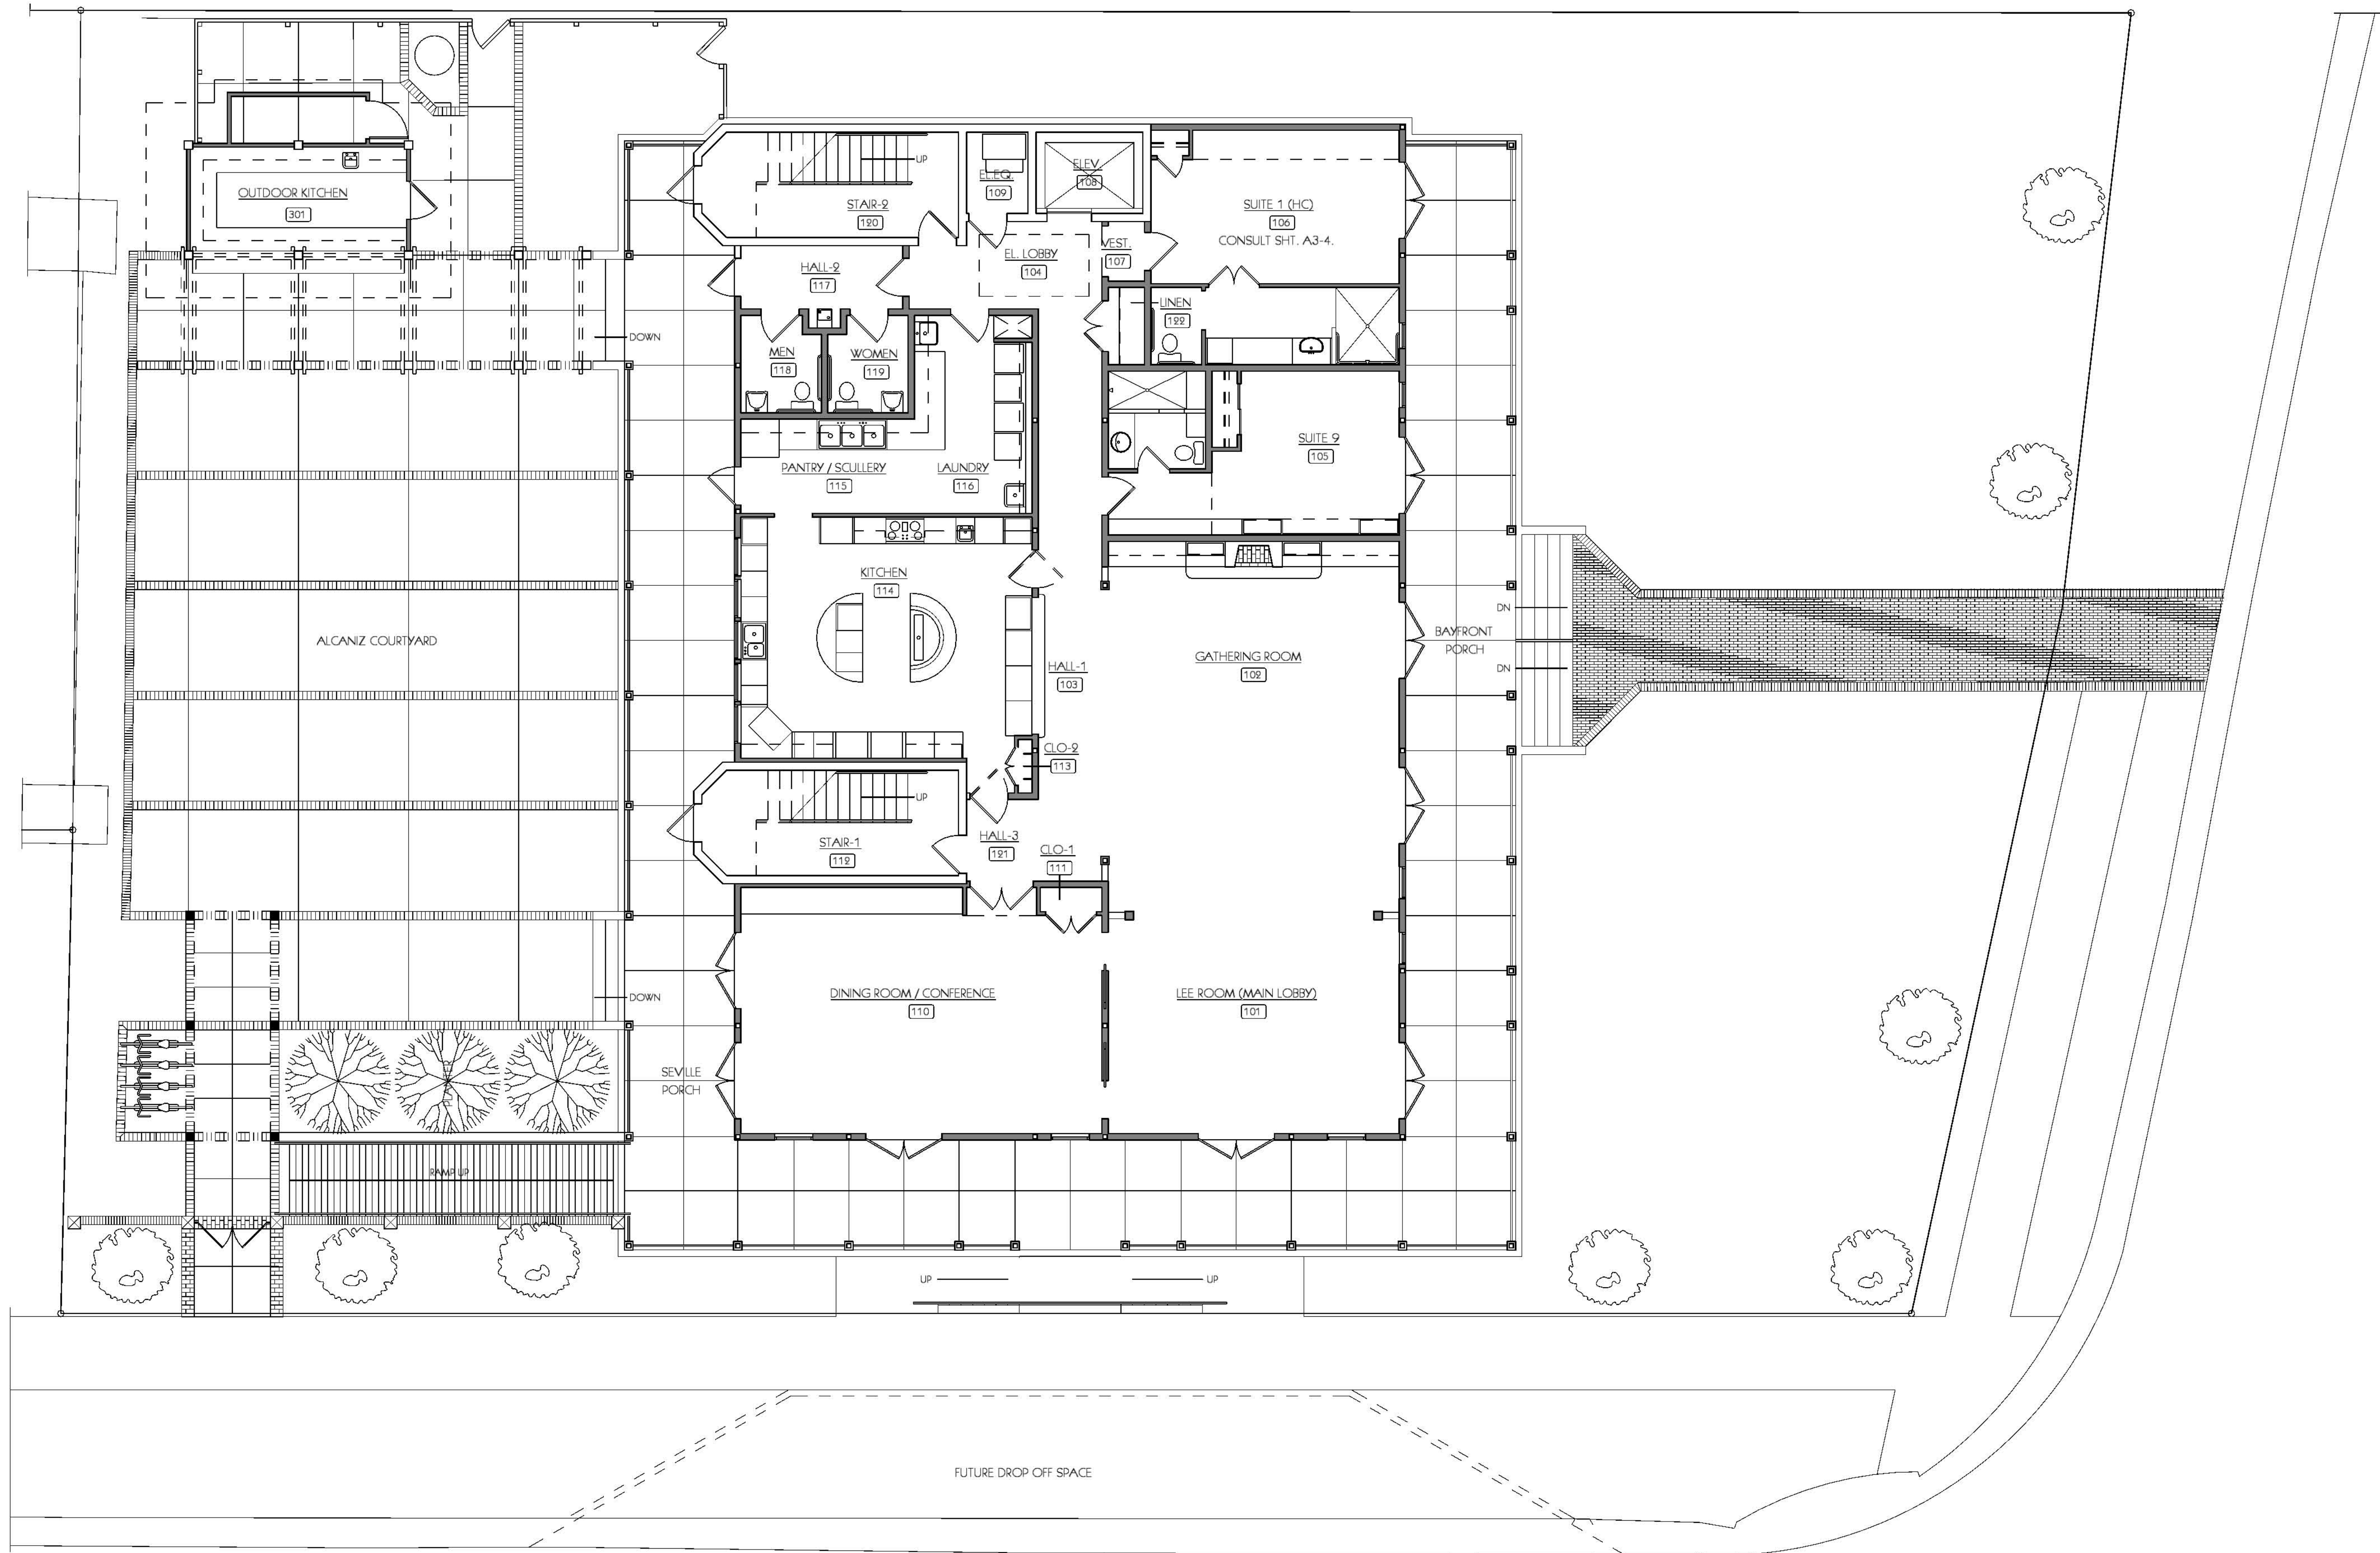 UP
EL.EQ.
109
ELEV.
108
OUTDOOR KITCHEN
301
STAIR-2
120
SUITE 1 (HC)
106
CONSULT SHT. A3-4.
VEST.
107
EL. LOBBY
104
HALL-2
117
LINEN
122
DOWN
MEN
118
WOMEN
119
SUITE 9
105
PANTRY / SCULLERY
115
LAUNDRY
116
KITCHEN
114
DN
ALCANIZ COURTYARD
BAYFRONT
PORCH
GATHERING ROOM
102
HALL-1
103
DN
CLO-2
113
UP
STAIR-1
112
HALL-3
121
CLO-1
111
DINING ROOM / CONFERENCE
110
LEE ROOM (MAIN LOBBY)
101
DOWN
SEVILLE
PORCH
RAMP UP
UP
UP
FUTURE DROP OFF SPACE